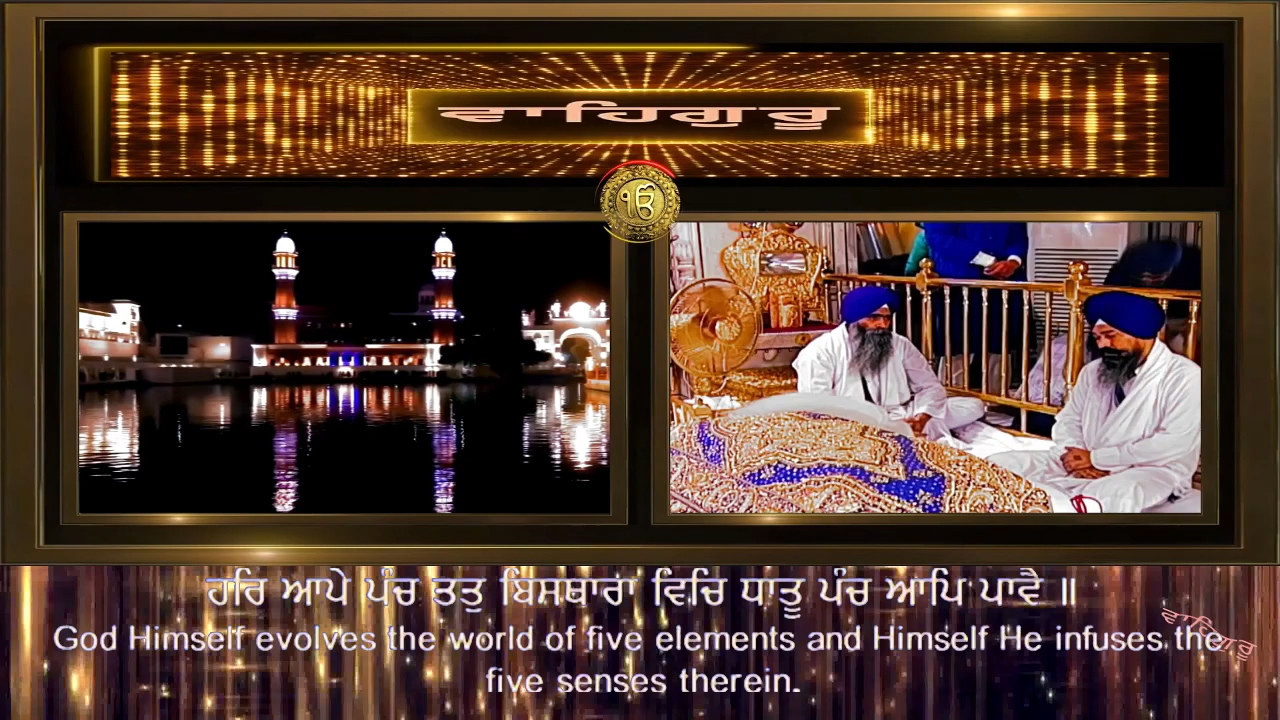 ਵਾਹਿਗੁਰੂ
ੴ
ਹਰਿ ਆਪੇ ਪੰਚ ਤਤੁ ਬਿਸਥਾਰਾ ਵਿਚਿ ਧਾਤੂ ਪੰਚ ਆਪਿ ਪਾਵੈ ॥
God Himself evolves the world of five elements and Himself He infuses the
five senses therein.
ਵਾਹਿਗੁਰੂ